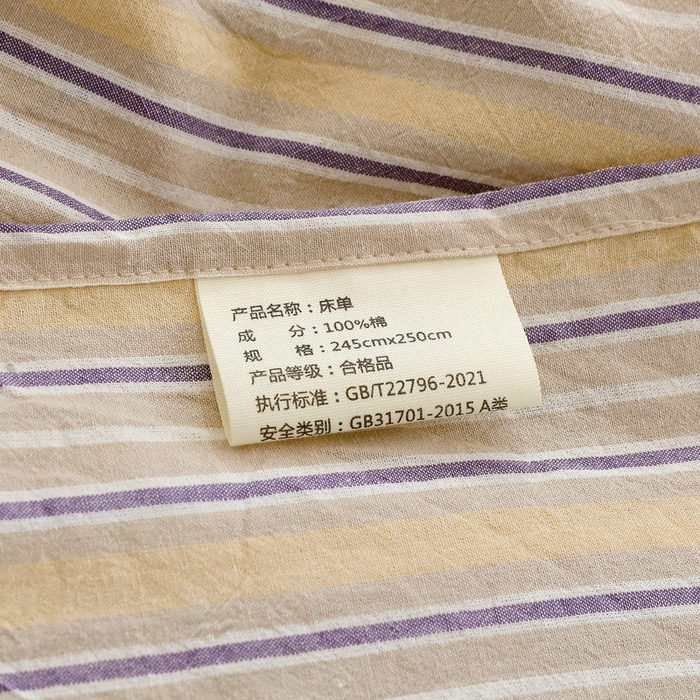 产品名称：床单
成 分：100%棉
规 格：245cmx250cm
产品等级：合格品
执行标准：GB/T22796-2021
安全类别：GB31701-2015 A类